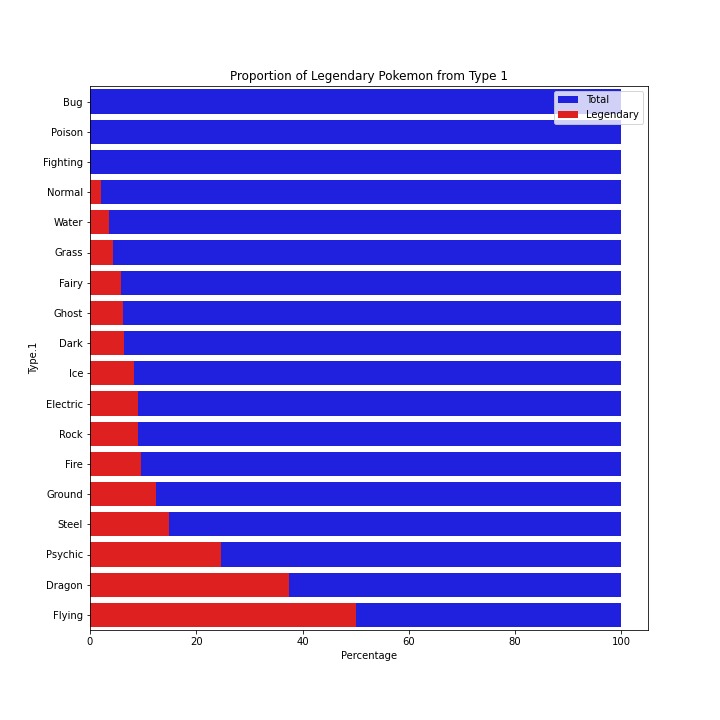 Proportion of Legendary Pokemon from Type 1
Total
Legendary
Type.1
Bug
Poison
Fighting
Normal
Water
Grass
Fairy
Ghost
Dark
Ice
Electric
Rock
Fire
Ground
Steel
Psychic
Dragon
Flying
0 20 40 60 80 100
Percentage